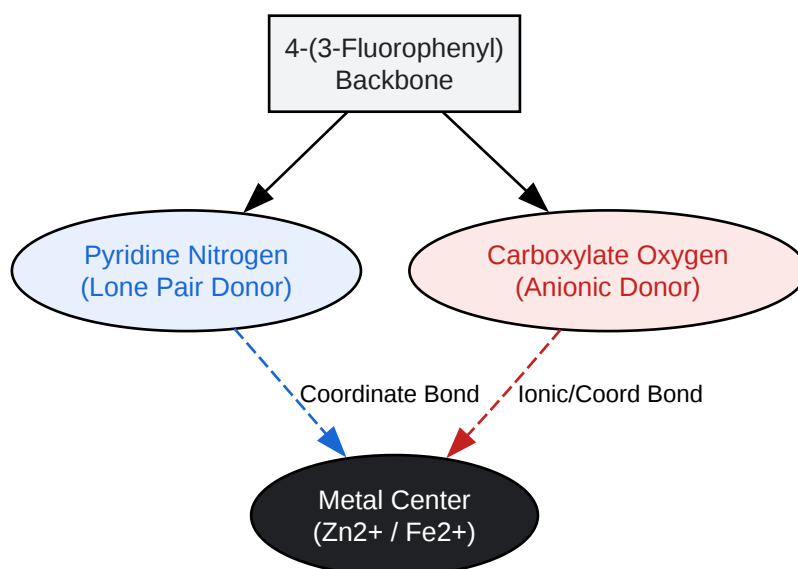 4-(3-Fluorophenyl)
Backbone
Pyridine Nitrogen
(Lone Pair Donor)
Carboxylate Oxygen
(Anionic Donor)
Coordinate Bond
Ionic/Coord Bond
Metal Center
(Zn2+ / Fe2+)